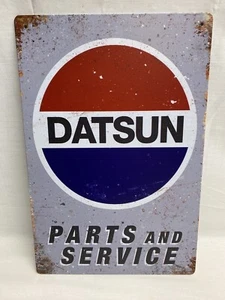 DATSUN
PARTS AND
SERVICE